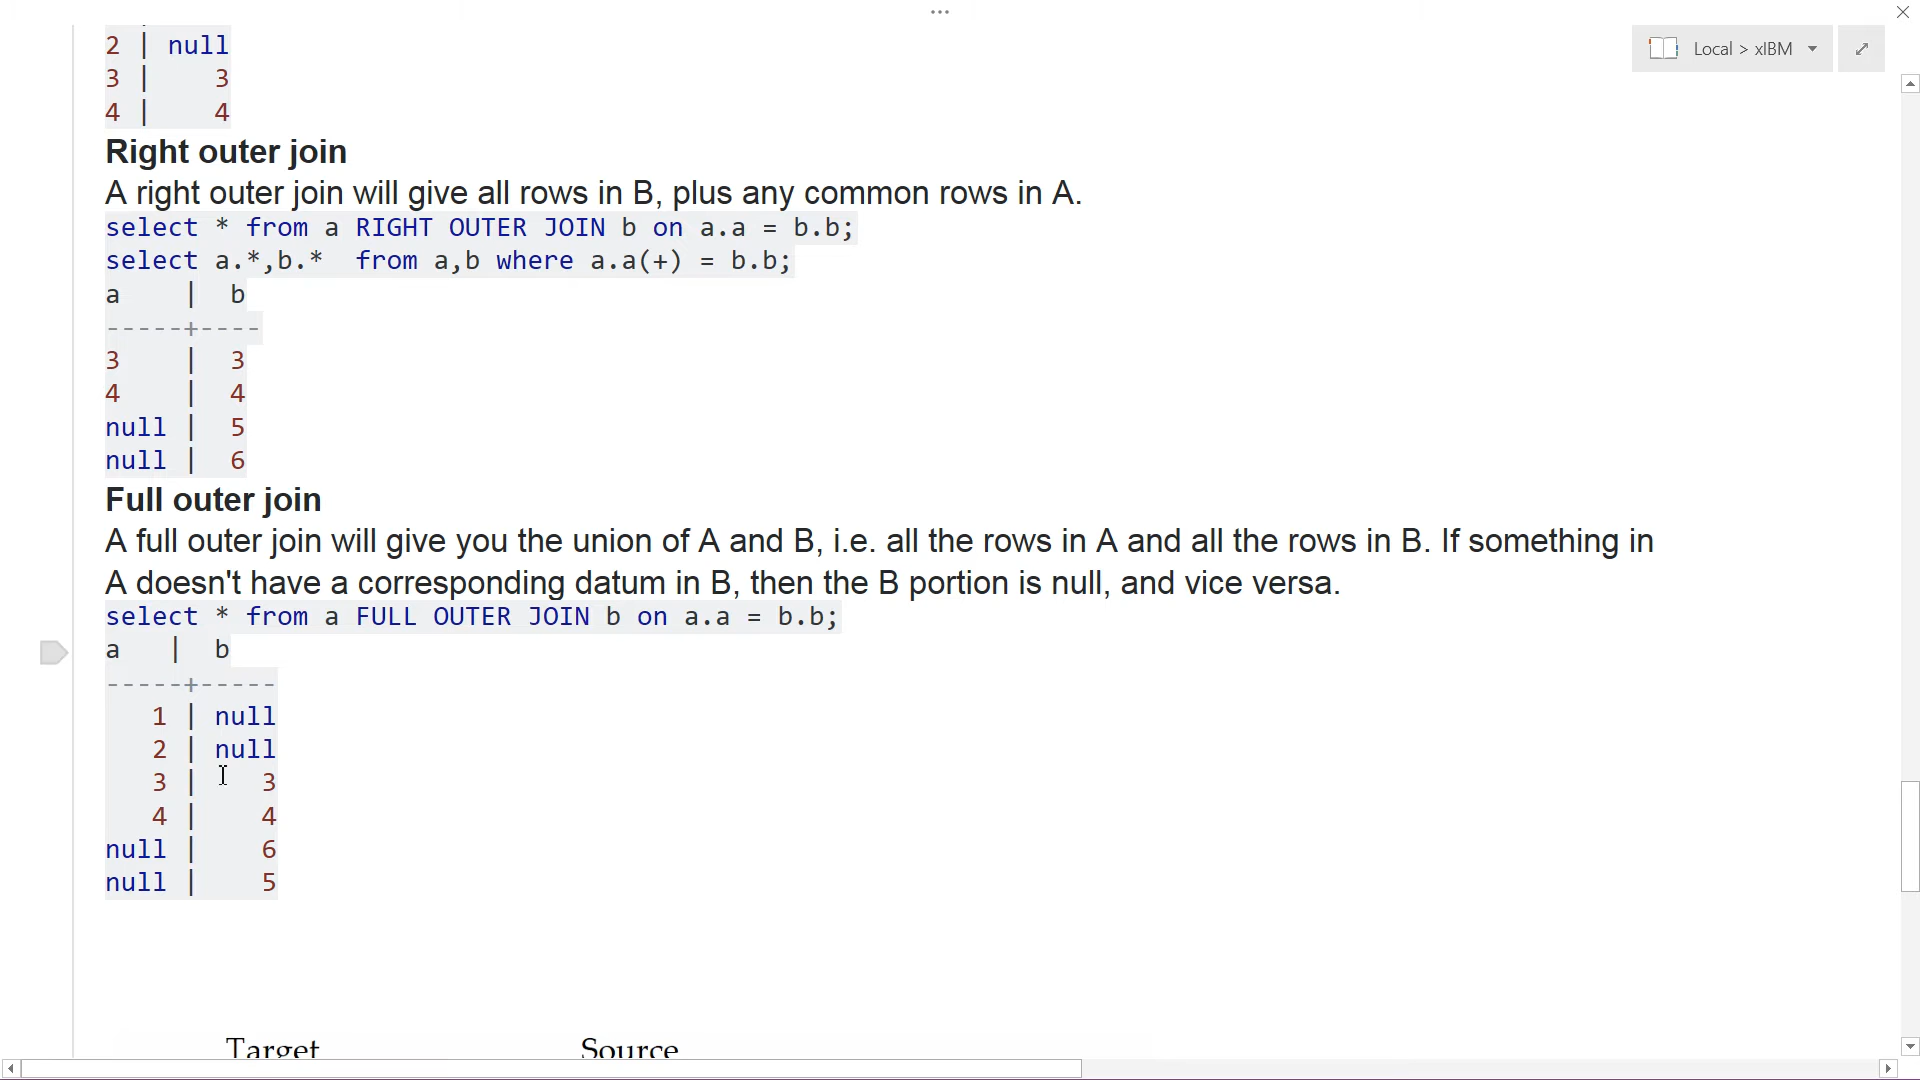 2 | null
Local > xIBM
3 |    3
4 |    4
Right outer join
A right outer join will give all rows in B, plus any common rows in A.
select * from a RIGHT OUTER JOIN b on a.a = b.b;
select a.*,b.*  from a,b where a.a(+) = b.b;
a    |  b
-----+----
3    |  3
4    |  4
null |  5
null |  6
Full outer join
A full outer join will give you the union of A and B, i.e. all the rows in A and all the rows in B. If something in
A doesn't have a corresponding datum in B, then the B portion is null, and vice versa.
select * from a FULL OUTER JOIN b on a.a = b.b;
a   |  b
-----+-----
   1 | null
   2 | null
   3 |    3
   4 |    4
null |    6
null |    5
Target Source